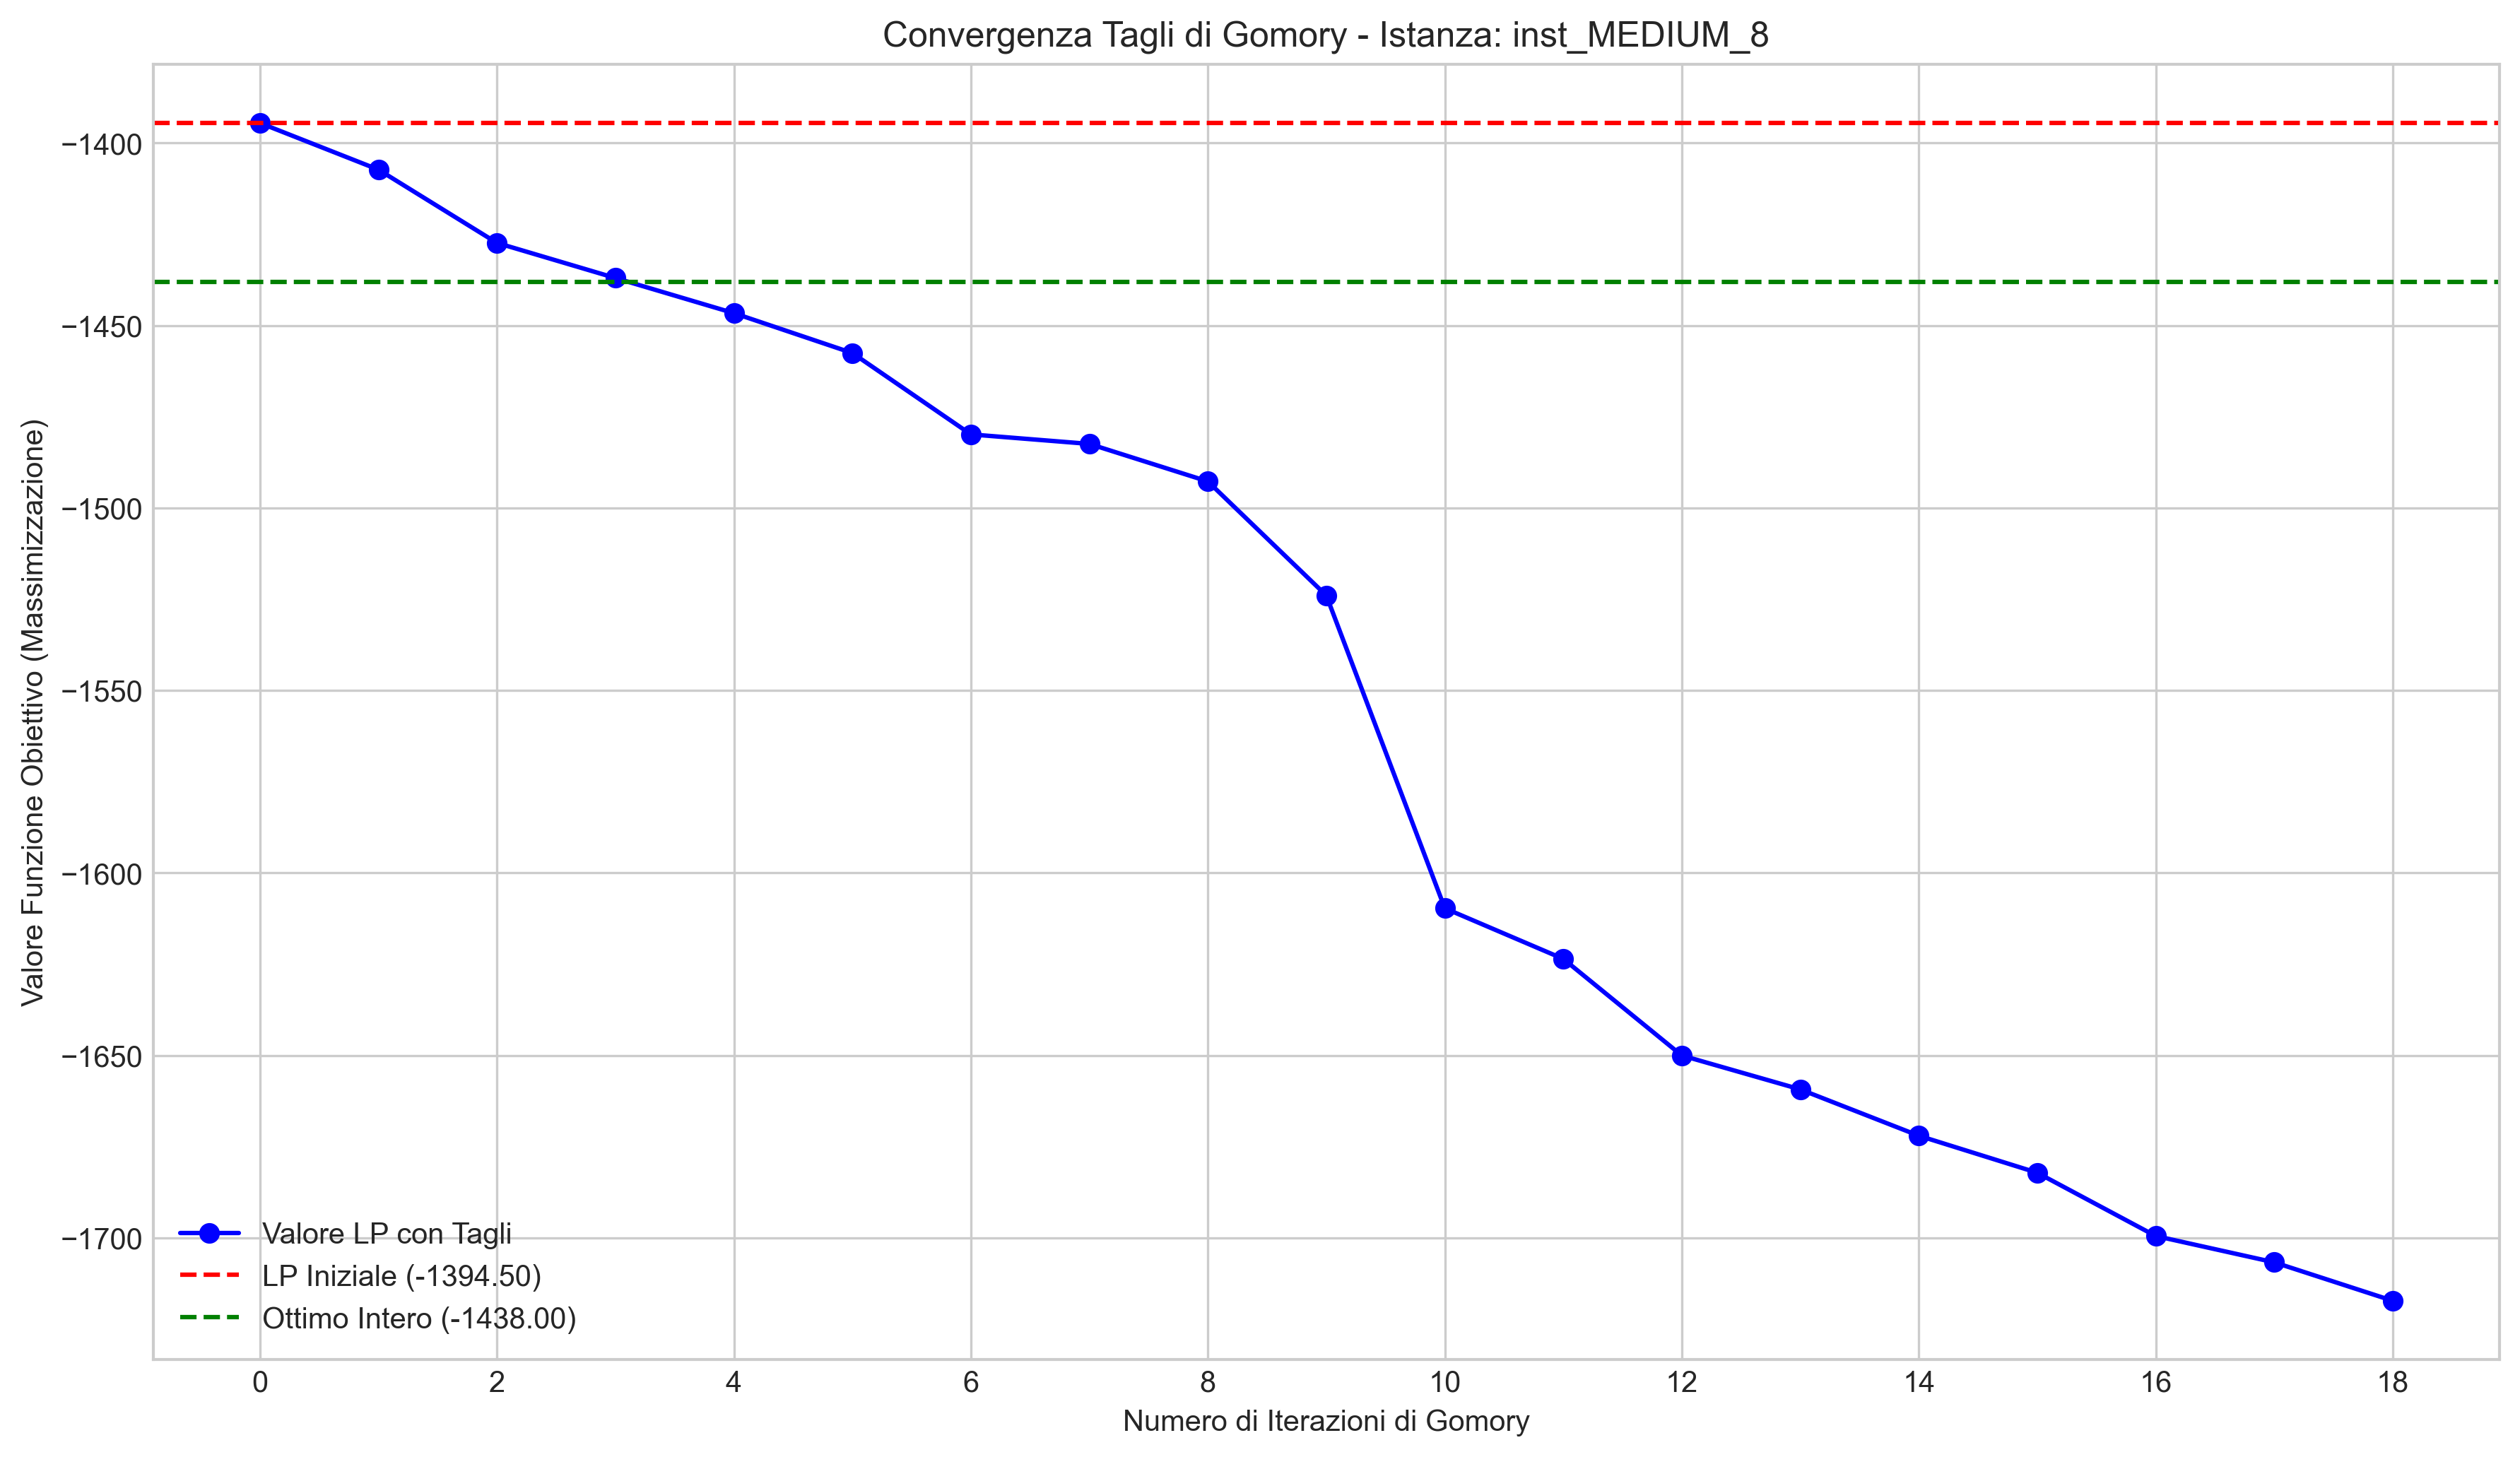 Convergenza Tagli di Gomory - Istanza: inst_MEDIUM_8
Valore Funzione Obiettivo (Massimizzazione)
−1400
−1450
−1500
−1550
−1600
−1650
−1700
Valore LP con Tagli
LP Iniziale (-1394.50)
Ottimo Intero (-1438.00)
0 2 4 6 8 10 12 14 16 18
Numero di Iterazioni di Gomory